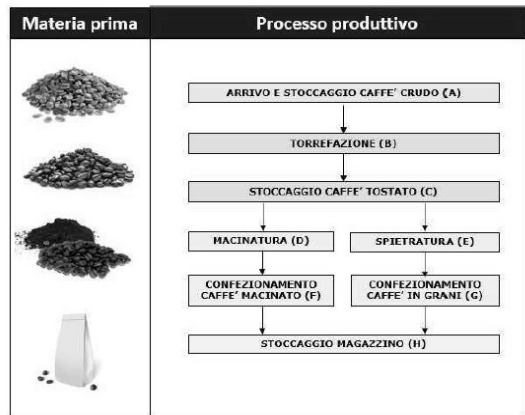 Materia prima
Processo produttivo
ARRIVO E STOCCAGGIO CAFFE' CRUDO (A)
TORREFAZIONE (B)
STOCCAGGIO CAFFE' TOSTATO (C)
MACINATURA (D)
SPIETRATURA (E)
CONFEZIONAMENTO
CAFFE' MACINATO (F)
CONFEZIONAMENTO
CAFFE' IN GRANI (G)
STOCCAGGIO MAGAZZINO (H)